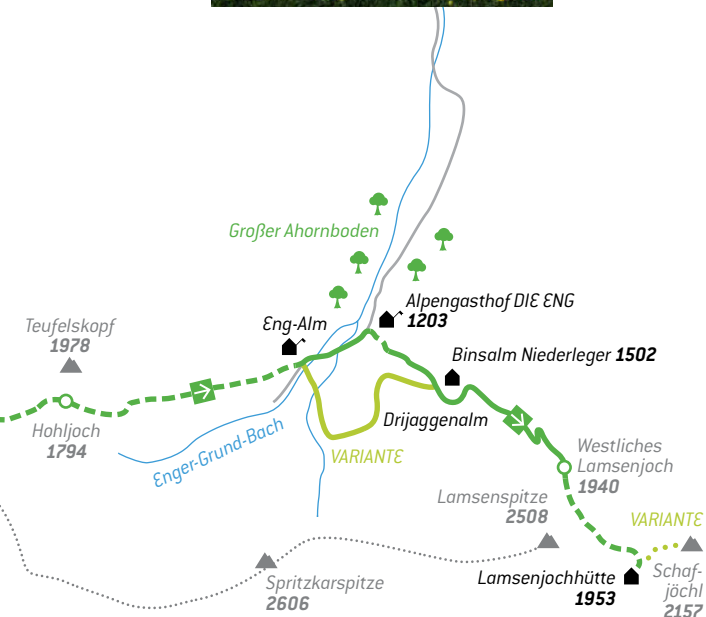 Großer Ahornboden
Alpengasthof DIE ENG
1203
Eng-Alm
Teufelskopf
1978
Binsalm Niederleger 1502
Hohljoch
1794
Drijaggenalm
Enger-Grund-Bach
VARIANTE
Westliches
Lamsenjoch
1940
Lamsenspitze
2508
VARIANTE
Spritzkarspitze
2606
Lamsenjochhütte
1953
Schaf-
jöchl
2157